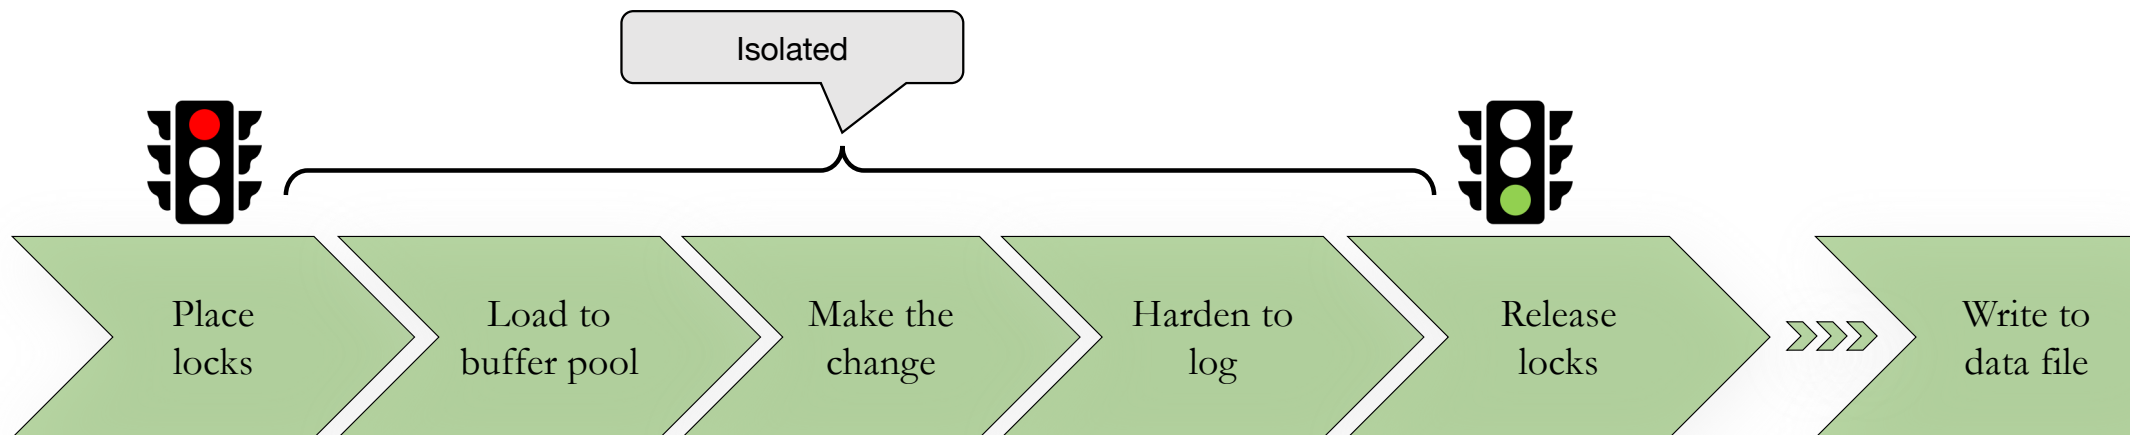 Isolated
Place
locks
Load to
buffer pool
Make the
change
Harden to
log
Release
locks
Write to
data file